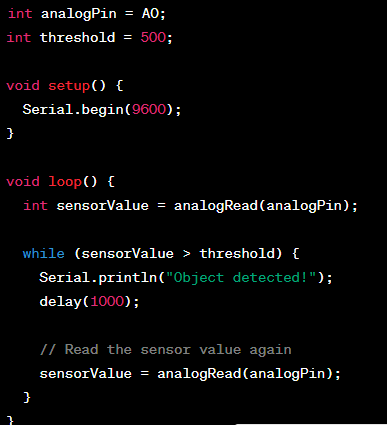 int analogPin = A0;
int threshold = 500;
void setup() {
  Serial.begin(9600);
}
void loop() {
  int sensorValue = analogRead(analogPin);
  while (sensorValue > threshold) {
    Serial.println("Object detected!");
    delay(1000);
    // Read the sensor value again
    sensorValue = analogRead(analogPin);
  }
}